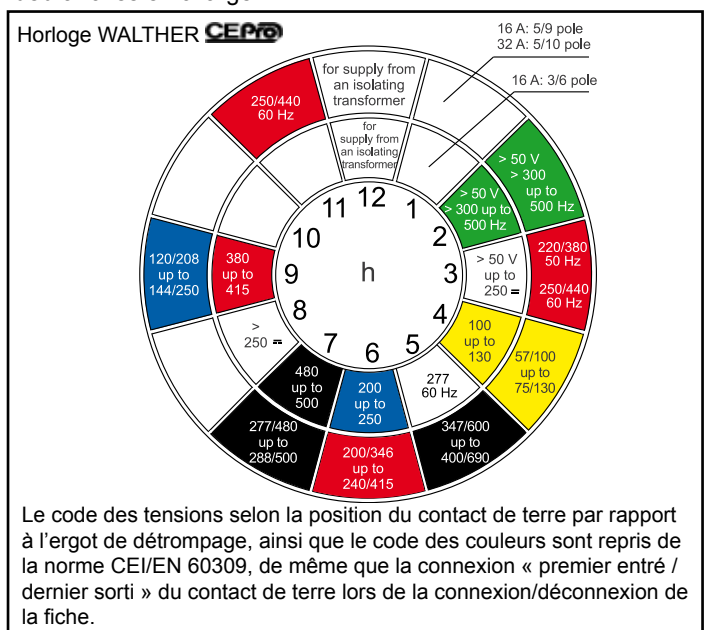 Horloge WALTHER CEPro
16 A: 5/9 pole
32 A: 5/10 pole
16 A: 3/6 pole
for supply from
an isolating
transformer
250/440
60 Hz
for
supply from
an isolating
transformer
> 50 V
> 300
up to
500 Hz
> 50 V
> 300 up to
500 Hz
12
1
2
3
4
5
6
7
8
9
10
11
h
120/208
up to
144/250
380
up to
415
> 50 V
up to
250 ⎓
220/380
50 Hz
250/440
60 Hz
>
250 ⎓
100
up to
130
57/100
up to
75/130
480
up to
500
200
up to
250
277
60 Hz
277/480
up to
288/500
200/346
up to
240/415
347/600
up to
400/690
Le code des tensions selon la position du contact de terre par rapport
à l’ergot de détrompage, ainsi que le code des couleurs sont repris de
la norme CEI/EN 60309, de même que la connexion « premier entré /
dernier sorti » du contact de terre lors de la connexion/déconnexion de
la fiche.